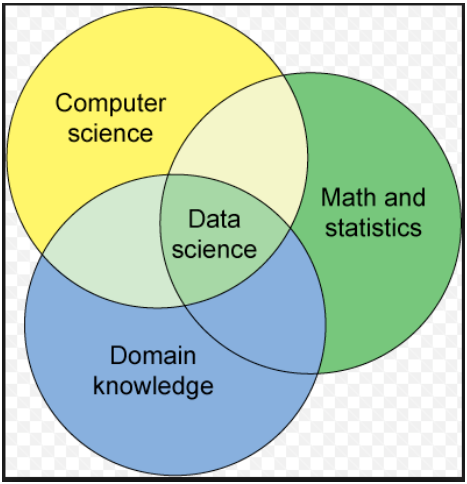 Computer
science
Math and
statistics
Data
science
Domain
knowledge